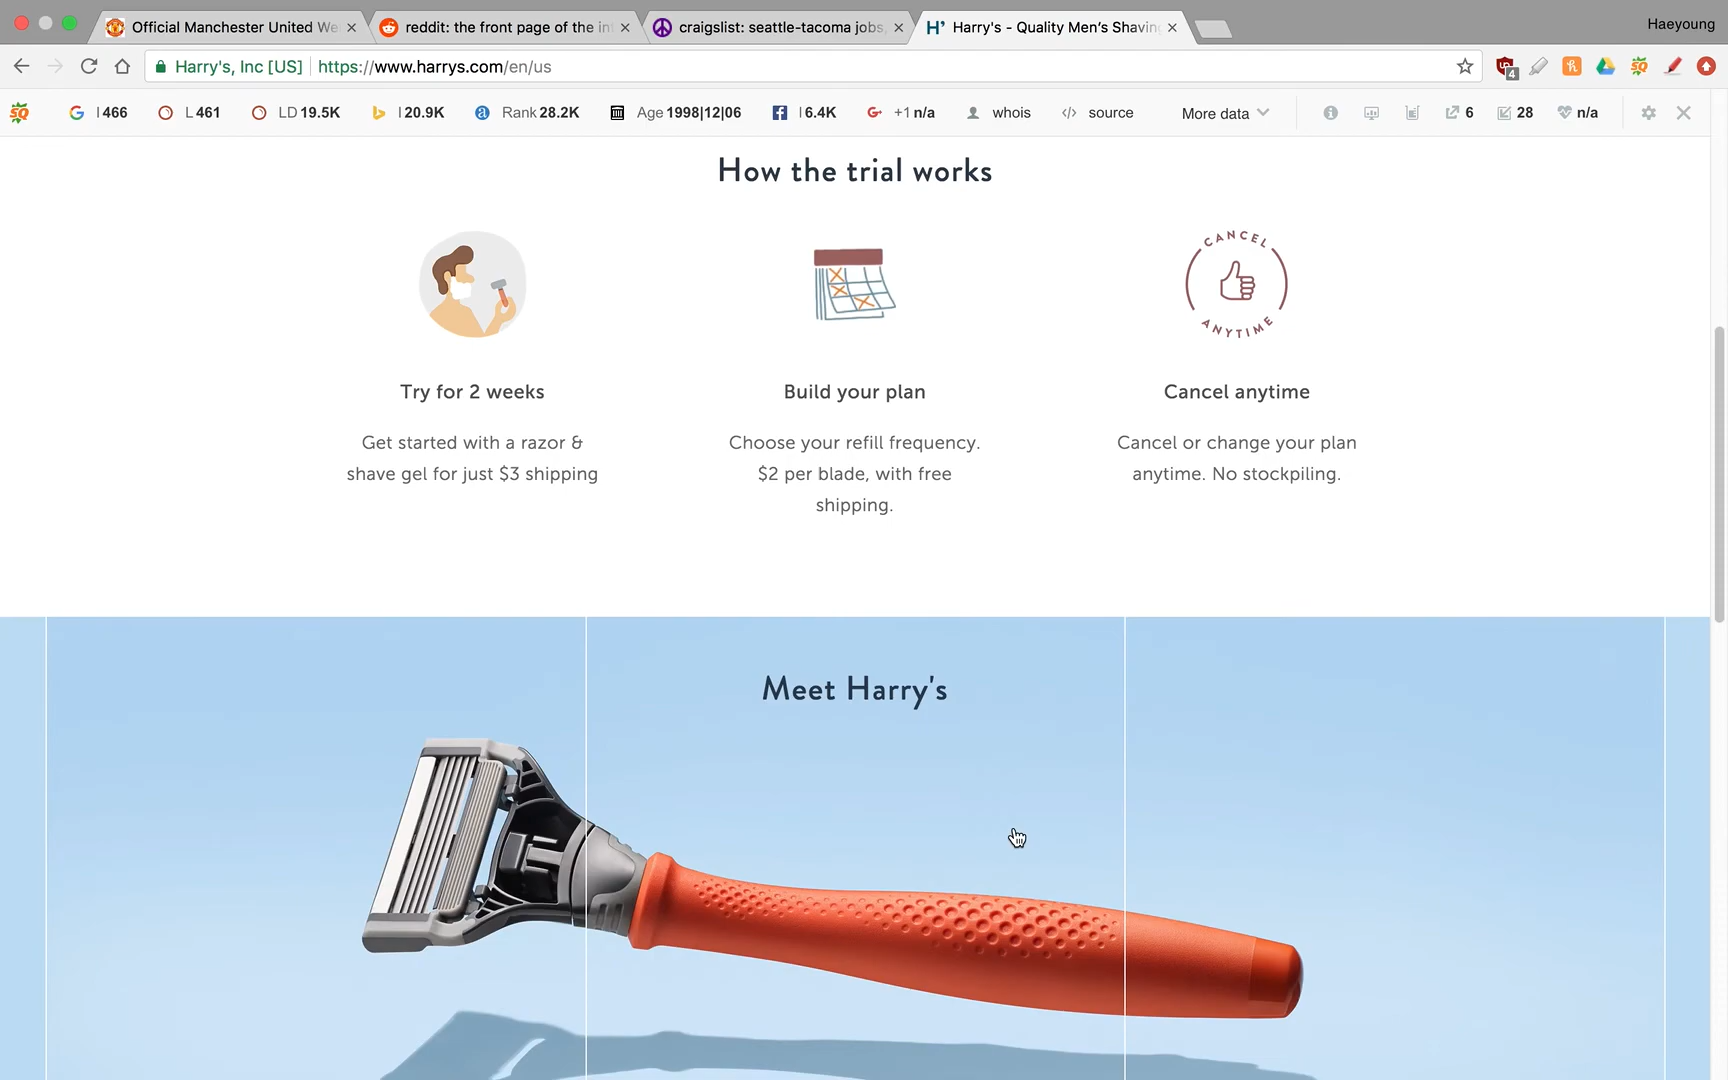 Official Manchester United We
reddit: the front page of the in
craigslist: seattle-tacoma jobs,
H' Harry's - Quality Men's Shaving
Haeyoung
Harry's, Inc [US] https://www.harrys.com/en/us
4
SQ I 466 L 461 LD 19.5K I 20.9K Rank 28.2K Age 1998|12|06 I 6.4K +1 n/a whois source More data 6 28 n/a
How the trial works
CANCEL
ANYTIME
Try for 2 weeks
Get started with a razor &
shave gel for just $3 shipping
Build your plan
Choose your refill frequency.
$2 per blade, with free
shipping.
Cancel anytime
Cancel or change your plan
anytime. No stockpiling.
Meet Harry's